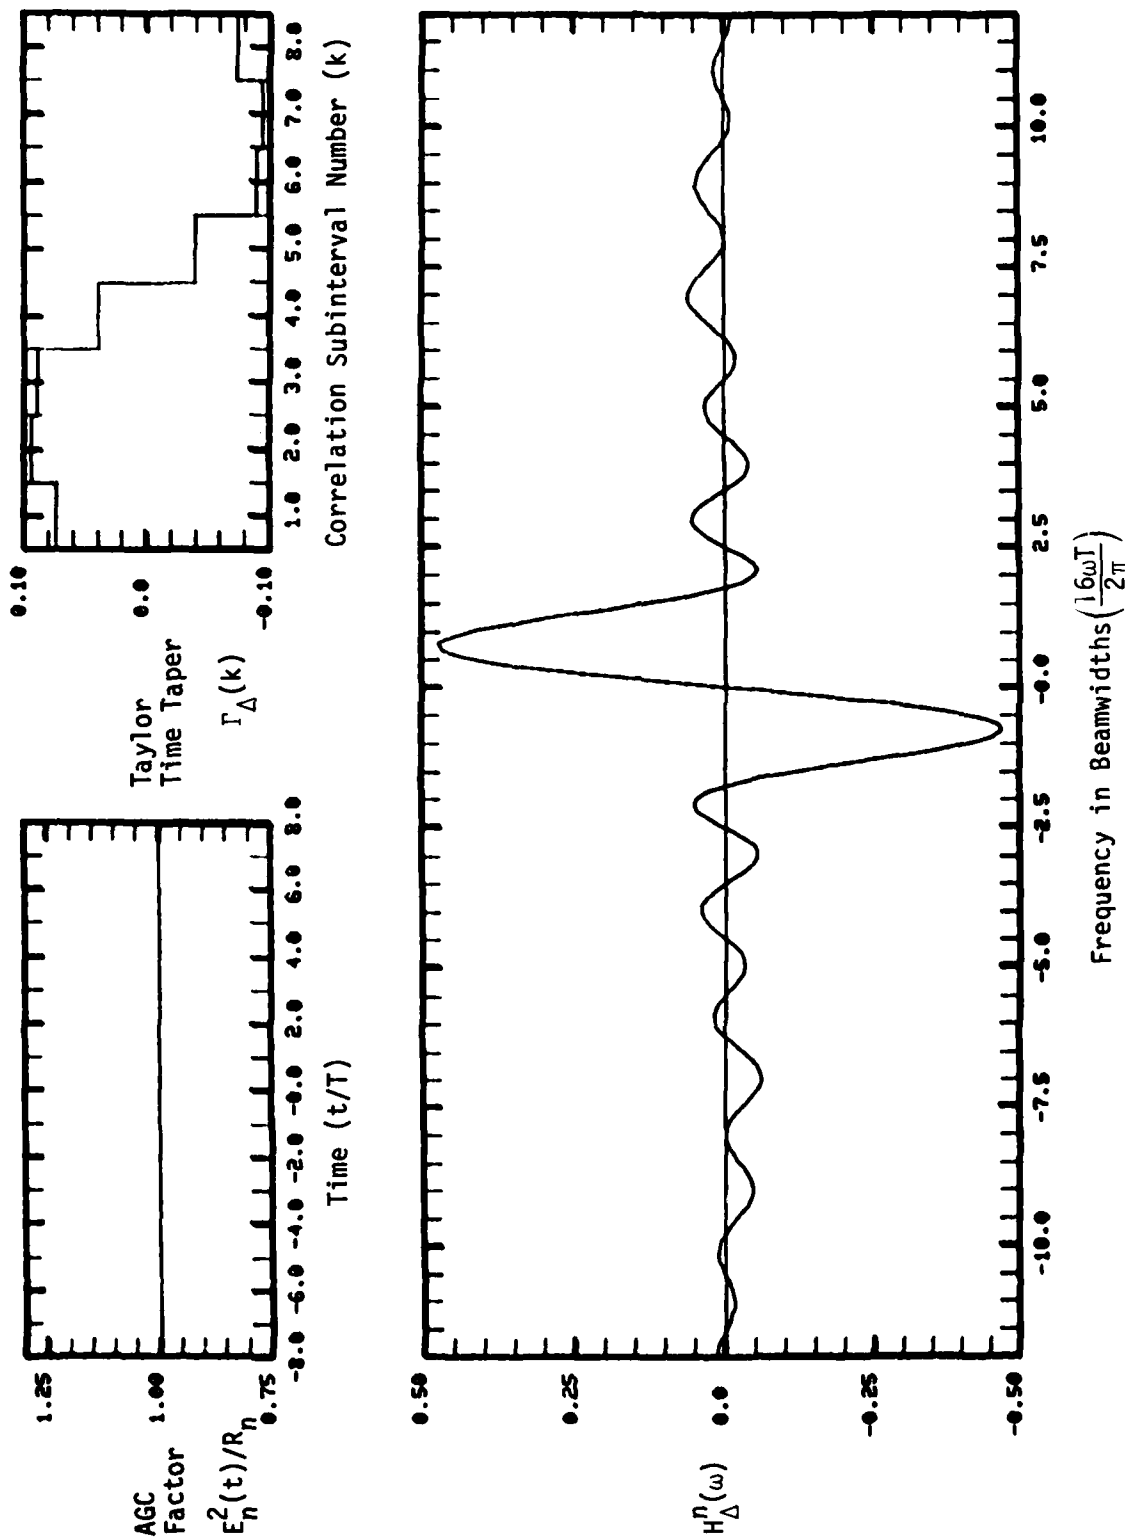 1.25
1.00
0.75
AGC
Factor
E_n^2(t)/R_n
-8.0 -6.0 -4.0 -2.0 -0.0 2.0 4.0 6.0 8.0
Time (t/T)
0.10
0.0
-0.10
Taylor
Time Taper
Γ_Δ(k)
1.0 2.0 3.0 4.0 5.0 6.0 7.0 8.0
Correlation Subinterval Number (k)
0.50
0.25
0.0
-0.25
-0.50
H_Δ^n(ω)
-10.0 -7.5 -5.0 -2.5 -0.0 2.5 5.0 7.5 10.0
Frequency in Beamwidths (16ωT/2π)